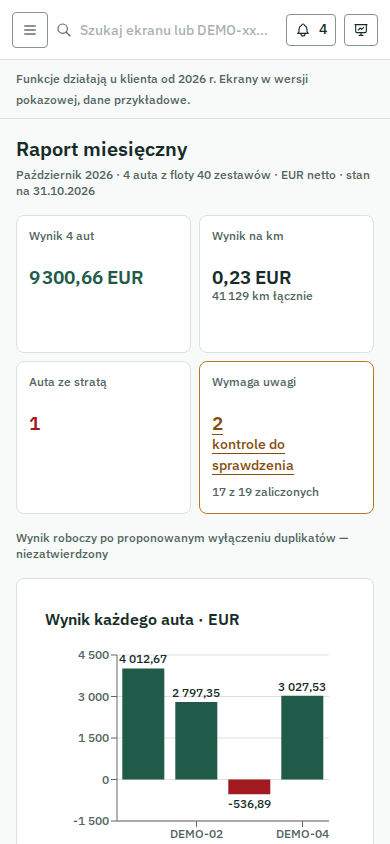 Szukaj ekranu lub DEMO-xx...
4
Funkcje działają u klienta od 2026 r. Ekrany w wersji
pokazowej, dane przykładowe.
Raport miesięczny
Październik 2026 · 4 auta z floty 40 zestawów · EUR netto · stan
na 31.10.2026
Wynik 4 aut
9 300,66 EUR
Wynik na km
0,23 EUR
41 129 km łącznie
Auta ze stratą
1
Wymaga uwagi
2
kontrole do
sprawdzenia
17 z 19 zaliczonych
Wynik roboczy po proponowanym wyłączeniu duplikatów —
niezatwierdzony
Wynik każdego auta · EUR
4 500
4 012,67
3 000
2 797,35
3 027,53
1 500
0
-536,89
-1 500
DEMO-02
DEMO-04